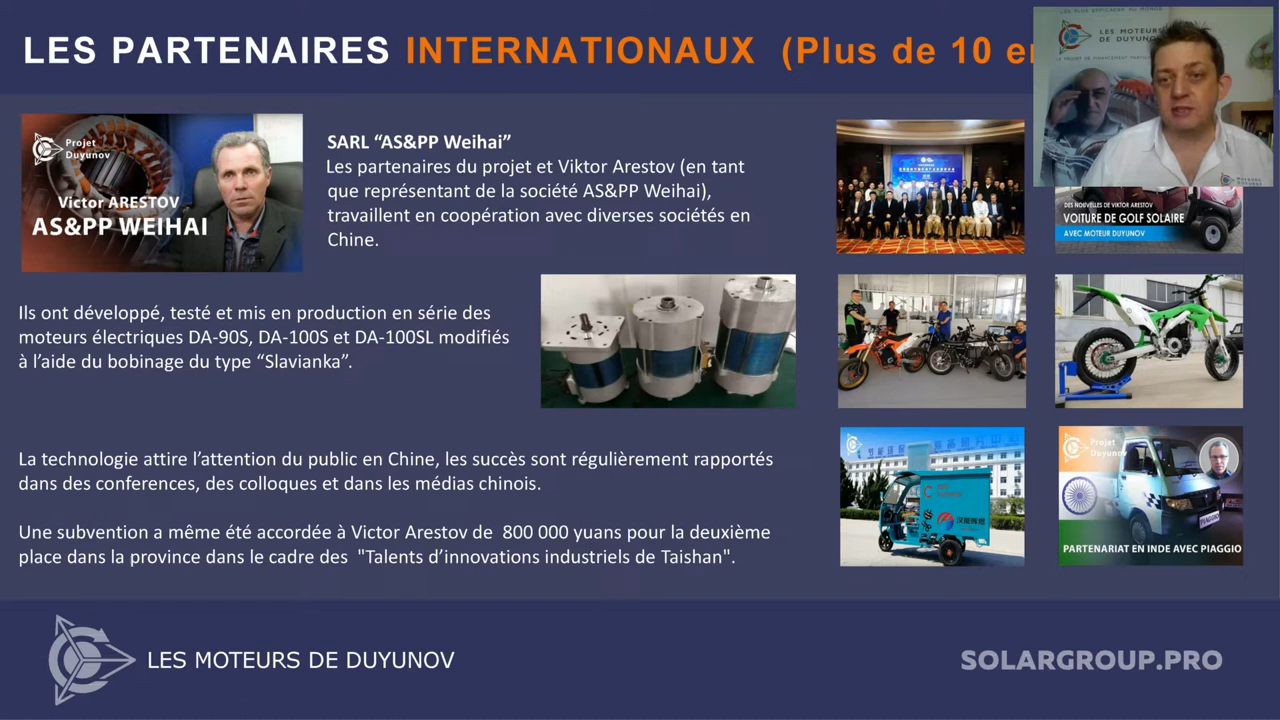 LES PARTENAIRES INTERNATIONAUX (Plus de 10
LES MOTEURS
DE DUYUNOV
Projet
Duyunov
Victor ARESTOV
AS&PP WEIHAI
SARL “AS&PP Weihai”
Les partenaires du projet et Viktor Arestov (en tant
que représentant de la société AS&PP Weihai),
travaillent en coopération avec diverses sociétés en
Chine.
DES NOUVELLES DE VIKTOR ARESTOV
VOITURE DE GOLF SOLAIRE
AVEC MOTEUR DUYUNOV
Ils ont développé, testé et mis en production en série des
moteurs électriques DA-90S, DA-100S et DA-100SL modifiés
à l’aide du bobinage du type “Slavianka”.
La technologie attire l’attention du public en Chine, les succès sont régulièrement rapportés
dans des conferences, des colloques et dans les médias chinois.
Une subvention a même été accordée à Victor Arestov de 800 000 yuans pour la deuxième
place dans la province dans le cadre des "Talents d’innovations industriels de Taishan".
Projet
Duyunov
PIAGGIO
PARTENARIAT EN INDE AVEC PIAGGIO
LES MOTEURS DE DUYUNOV
SOLARGROUP.PRO